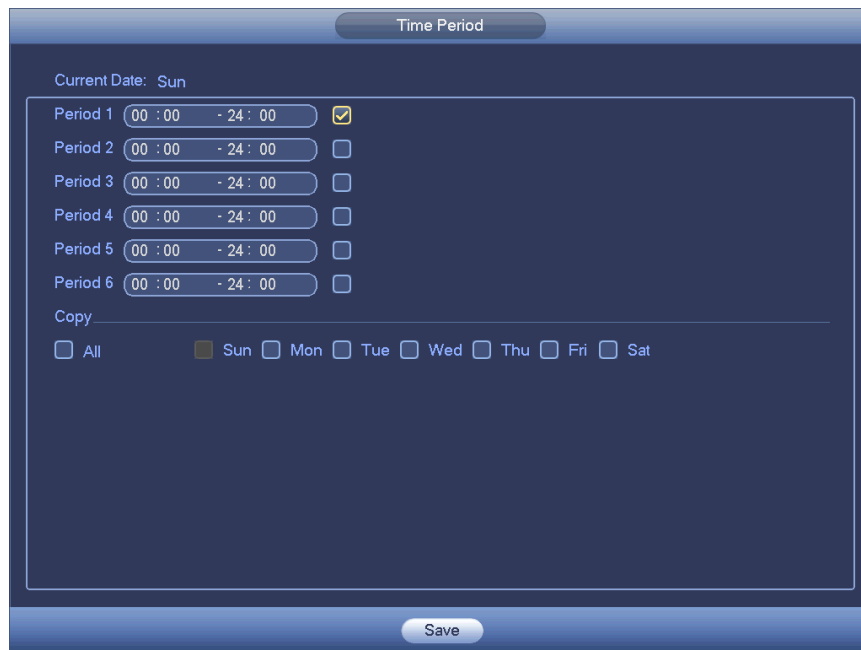 Time Period
Current Date: Sun
Period 1 00 :00 - 24 : 00
Period 2 00 :00 - 24 : 00
Period 3 00 :00 - 24 : 00
Period 4 00 :00 - 24 : 00
Period 5 00 :00 - 24 : 00
Period 6 00 :00 - 24 : 00
Copy
All Sun Mon Tue Wed Thu Fri Sat
Save